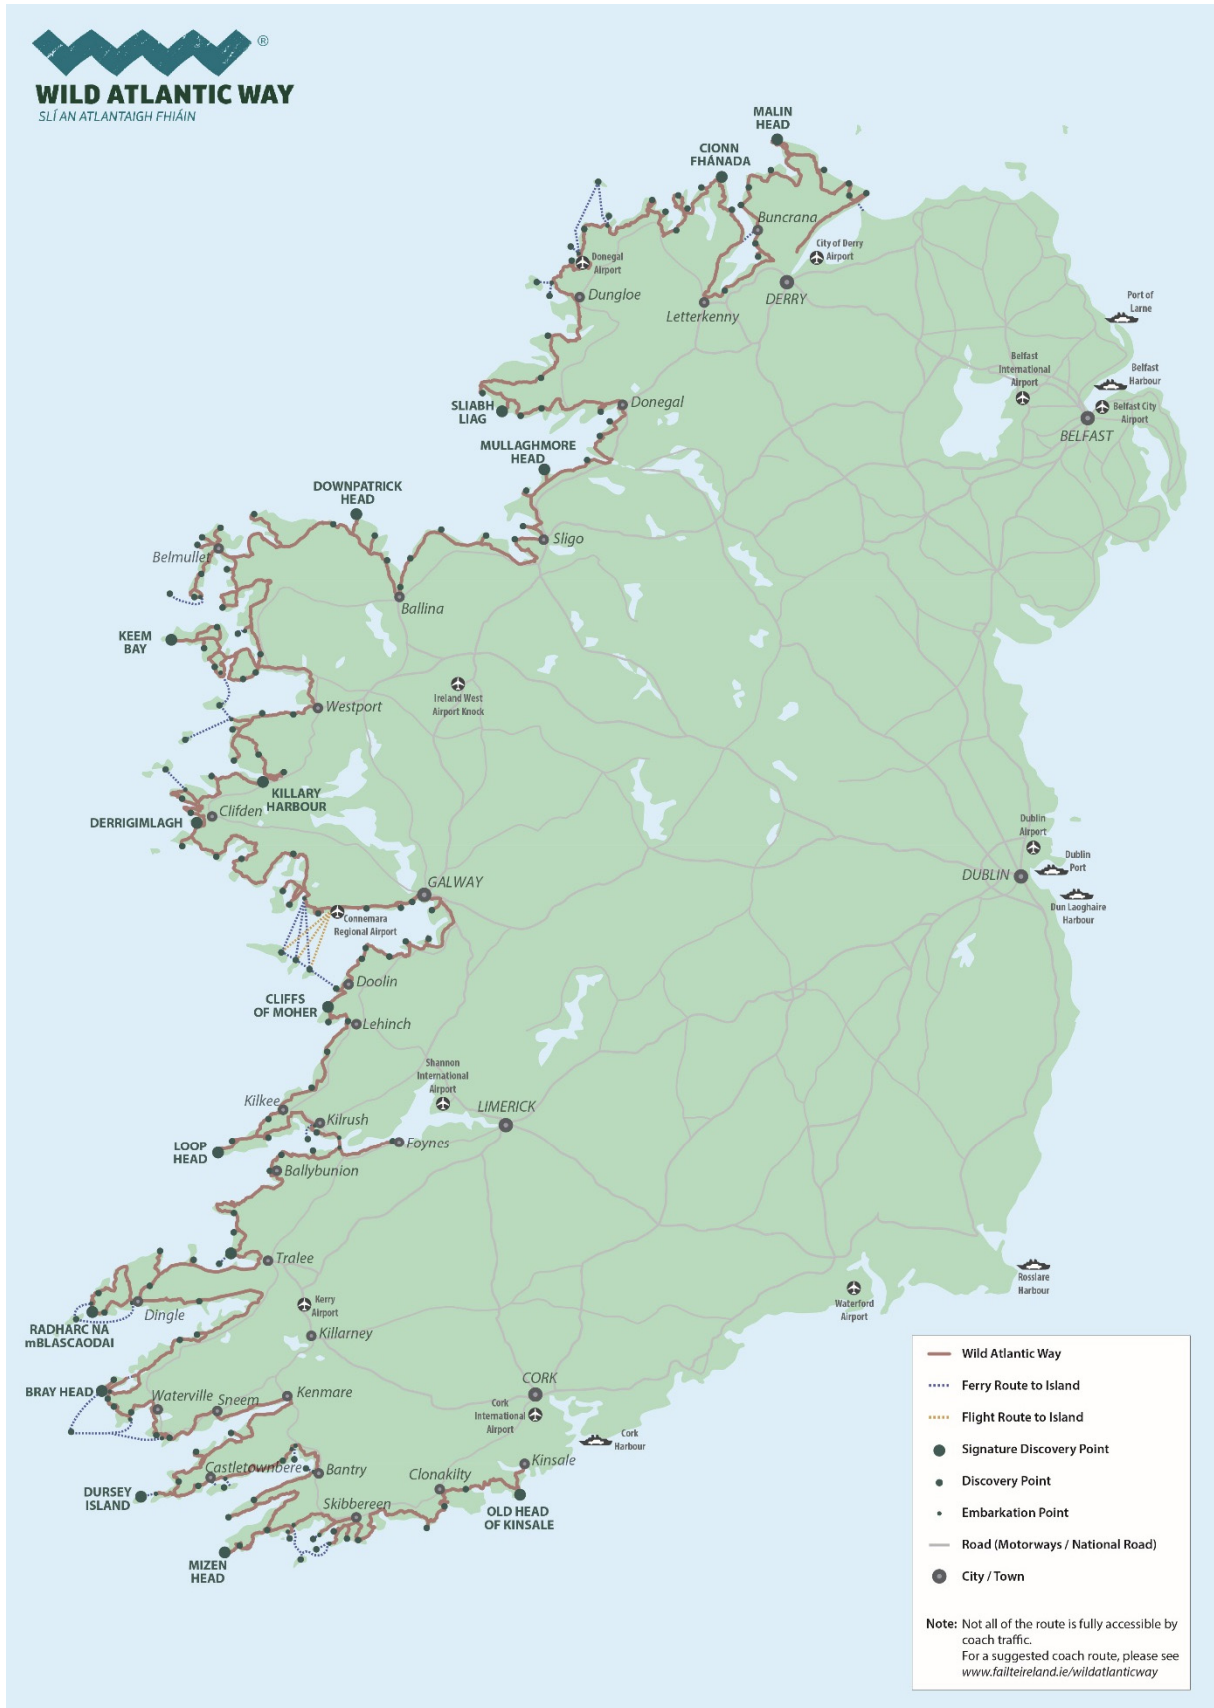 ®
WILD ATLANTIC WAY
SLÍ AN ATLANTAIGH FHIÁIN
MALIN
HEAD
CIONN
FHÁNADA
Buncrana
City of Derry
Airport
Donegal
Airport
Dungloe
Letterkenny
DERRY
Port of
Larne
Belfast
International
Airport
Belfast
Harbour
Belfast City
Airport
BELFAST
SLIABH
LIAG
Donegal
MULLAGHMORE
HEAD
DOWNPATRICK
HEAD
Sligo
Belmullet
Ballina
KEEM
BAY
Ireland West
Airport Knock
Westport
KILLARY
HARBOUR
Clifden
DERRIGIMLAGH
Dublin
Airport
Dublin
Port
DUBLIN
Dun Laoghaire
Harbour
GALWAY
Connemara
Regional Airport
Doolin
CLIFFS
OF MOHER
Lehinch
Shannon
International
Airport
Kilkee
Kilrush
LIMERICK
LOOP
HEAD
Foynes
Ballybunion
Tralee
Rosslare
Harbour
Dingle
Kerry
Airport
Waterford
Airport
RADHARC NA
mBLASCAODAI
Killarney
BRAY HEAD
Waterville
Sneem
Kenmare
CORK
Cork
International
Airport
Cork
Harbour
Castletownbere
Bantry
Clonakilty
Kinsale
DURSEY
ISLAND
Skibbereen
OLD HEAD
OF KINSALE
MIZEN
HEAD
Wild Atlantic Way
Ferry Route to Island
Flight Route to Island
Signature Discovery Point
Discovery Point
Embarkation Point
Road (Motorways / National Road)
City / Town
Note: Not all of the route is fully accessible by
coach traffic.
For a suggested coach route, please see
www.failteireland.ie/wildatlanticway